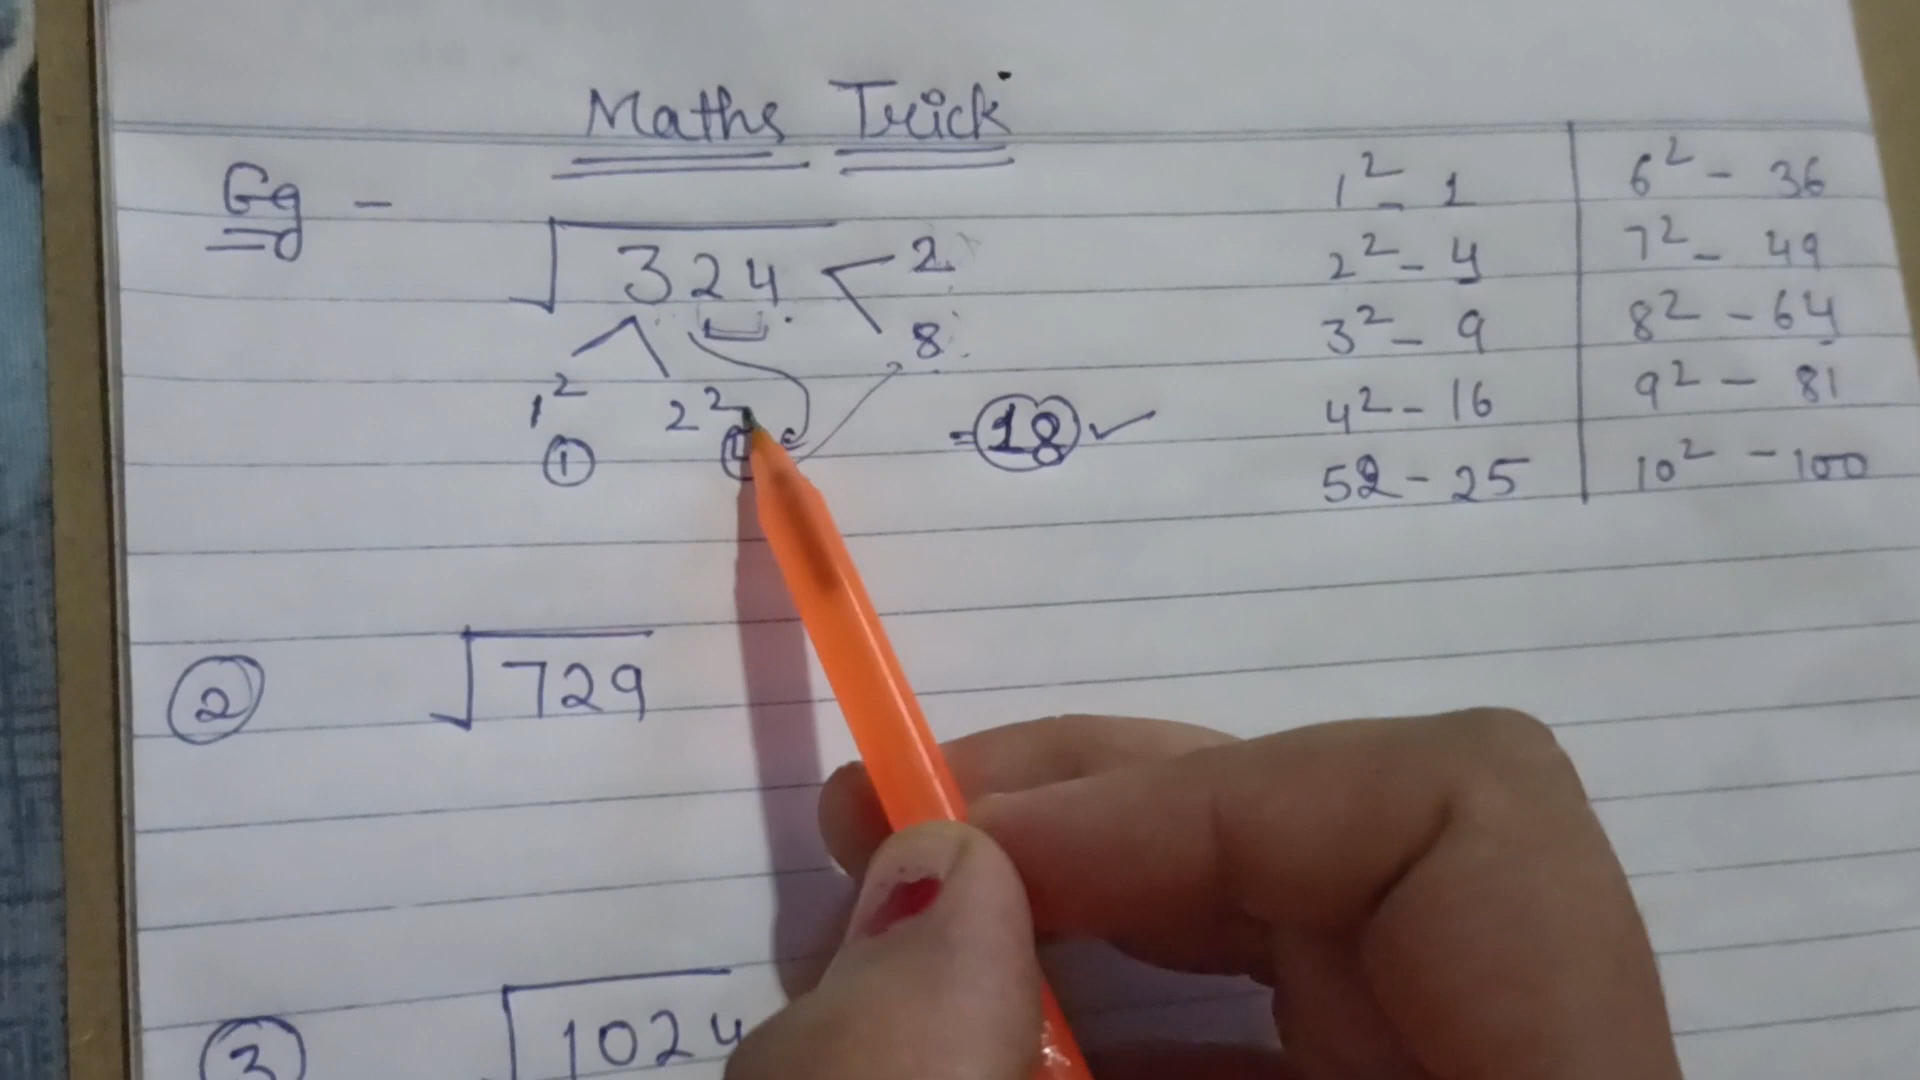 Maths Trick
Eg -
√324 < 2
8
1² 2²
① = 18 ✓
1² - 1
2² - 4
3² - 9
4² - 16
52 - 25
6² - 36
7² - 49
8² - 64
9² - 81
10² - 100
② √729
③ √1024